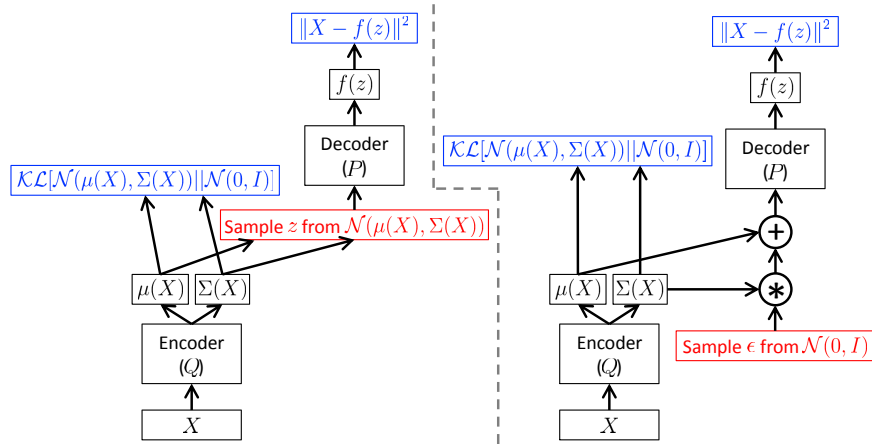 ‖X − f(z)‖²
f(z)
Decoder
(P)
𝒦ℒ[𝒩(μ(X), Σ(X))||𝒩(0, I)]
Sample z from 𝒩(μ(X), Σ(X))
μ(X) Σ(X)
Encoder
(Q)
X
‖X − f(z)‖²
f(z)
Decoder
(P)
𝒦ℒ[𝒩(μ(X), Σ(X))||𝒩(0, I)]
+
μ(X) Σ(X) *
Sample ϵ from 𝒩(0, I)
Encoder
(Q)
X